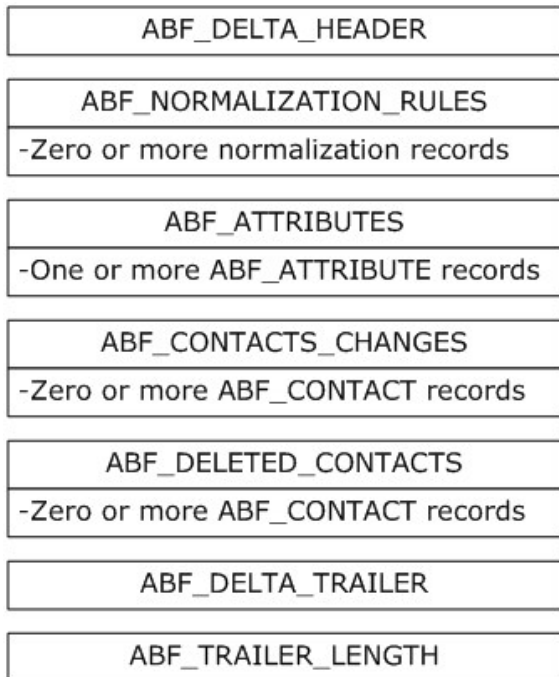 ABF_DELTA_HEADER
ABF_NORMALIZATION_RULES
-Zero or more normalization records
ABF_ATTRIBUTES
-One or more ABF_ATTRIBUTE records
ABF_CONTACTS_CHANGES
-Zero or more ABF_CONTACT records
ABF_DELETED_CONTACTS
-Zero or more ABF_CONTACT records
ABF_DELTA_TRAILER
ABF_TRAILER_LENGTH